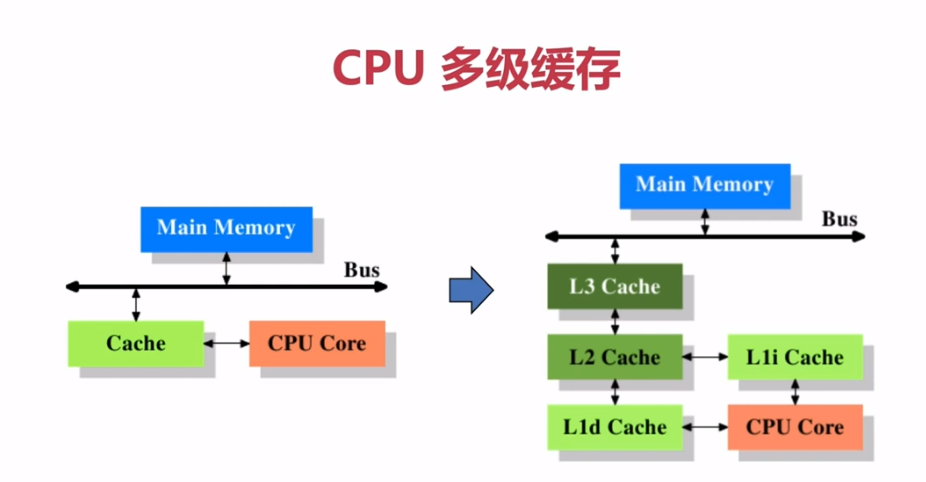 CPU 多级缓存
Main Memory
Bus
Cache
CPU Core
Main Memory
Bus
L3 Cache
L2 Cache
L1i Cache
L1d Cache
CPU Core